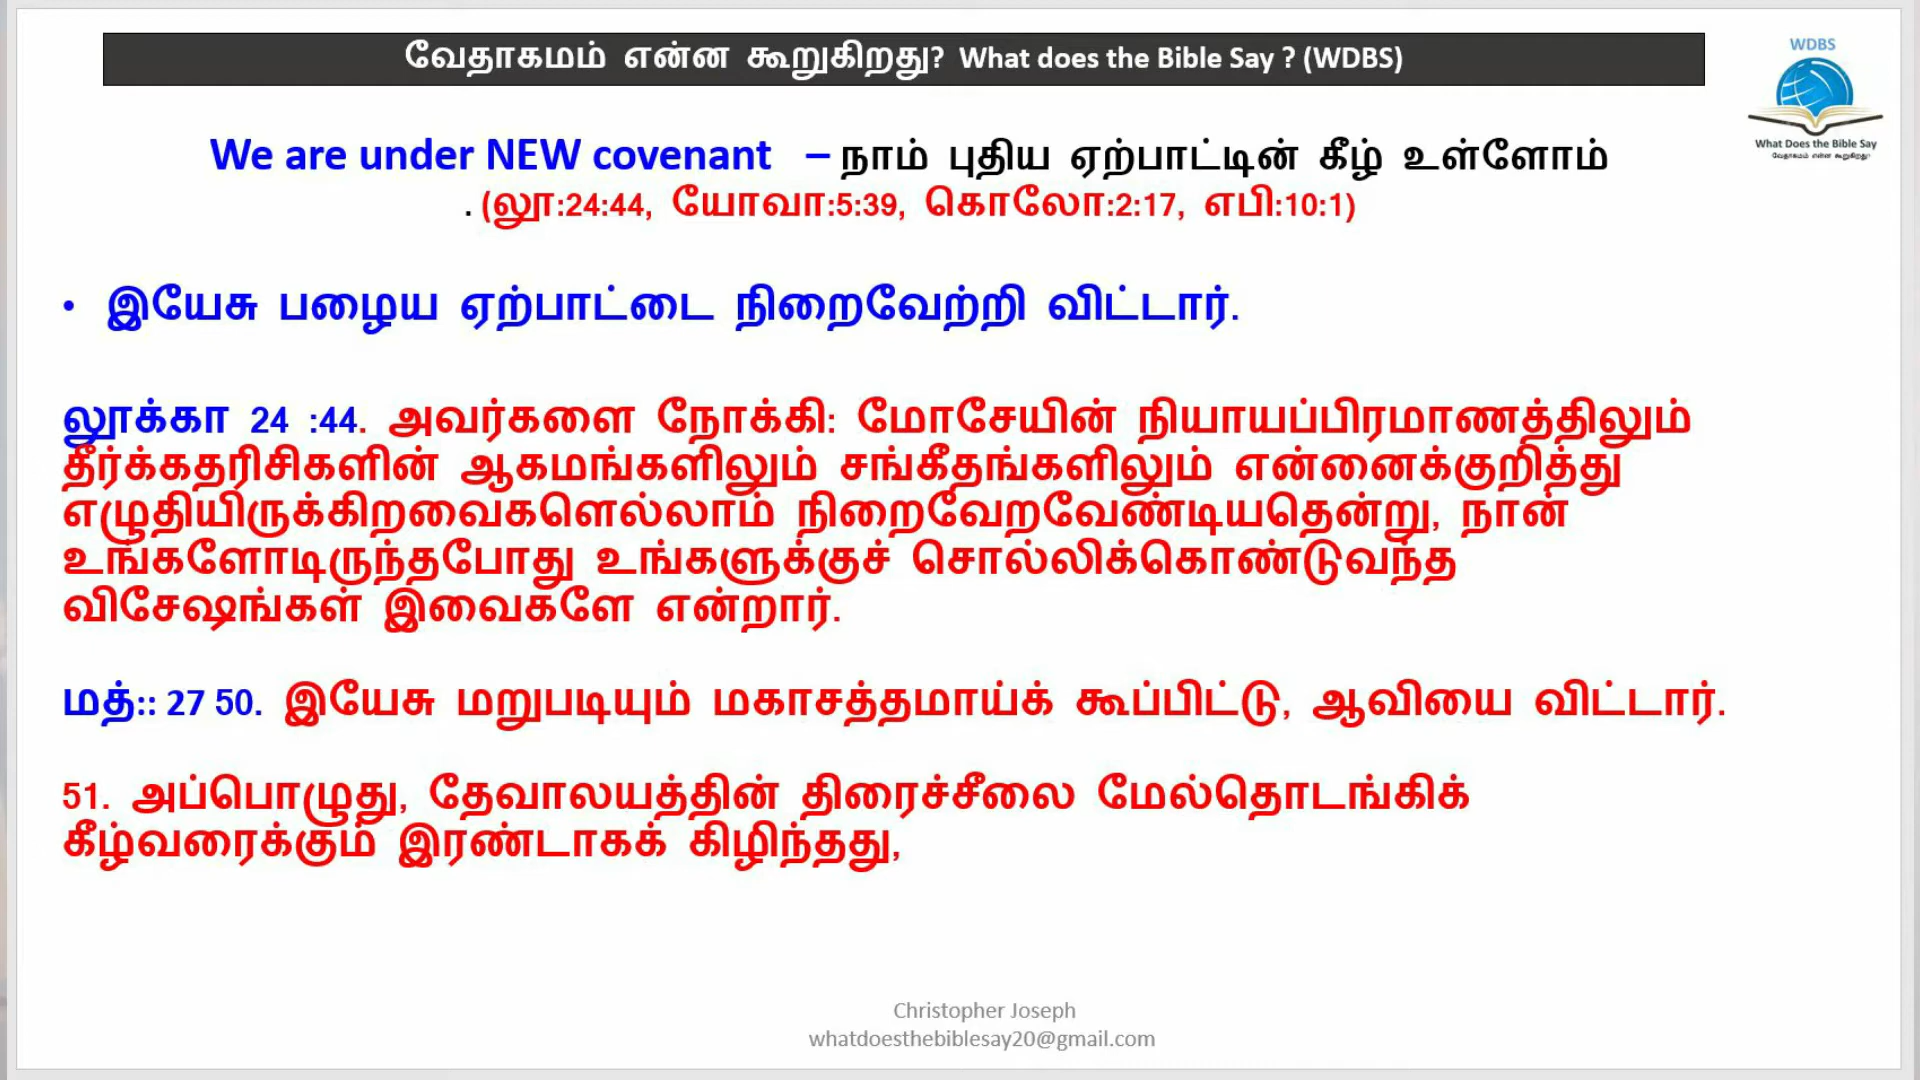 வேதாகமம் என்ன கூறுகிறது? What does the Bible Say ? (WDBS)
WDBS
What Does the Bible Say
வேதாகமம் என்ன கூறுகிறது?
We are under NEW covenant – நாம் புதிய ஏற்பாட்டின் கீழ் உள்ளோம்
. (லூ:24:44, யோவா:5:39, கொலோ:2:17, எபி:10:1)
• இயேசு பழைய ஏற்பாட்டை நிறைவேற்றி விட்டார்.
லூக்கா 24 :44. அவர்களை நோக்கி: மோசேயின் நியாயப்பிரமாணத்திலும்
தீர்க்கதரிசிகளின் ஆகமங்களிலும் சங்கீதங்களிலும் என்னைக்குறித்து
எழுதியிருக்கிறவைகளெல்லாம் நிறைவேறவேண்டியதென்று, நான்
உங்களோடிருந்தபோது உங்களுக்குச் சொல்லிக்கொண்டுவந்த
விசேஷங்கள் இவைகளே என்றார்.
மத்:: 27 50. இயேசு மறுபடியும் மகாசத்தமாய்க் கூப்பிட்டு, ஆவியை விட்டார்.
51. அப்பொழுது, தேவாலயத்தின் திரைச்சீலை மேல்தொடங்கிக்
கீழ்வரைக்கும் இரண்டாகக் கிழிந்தது,
Christopher Joseph
whatdoesthebiblesay20@gmail.com